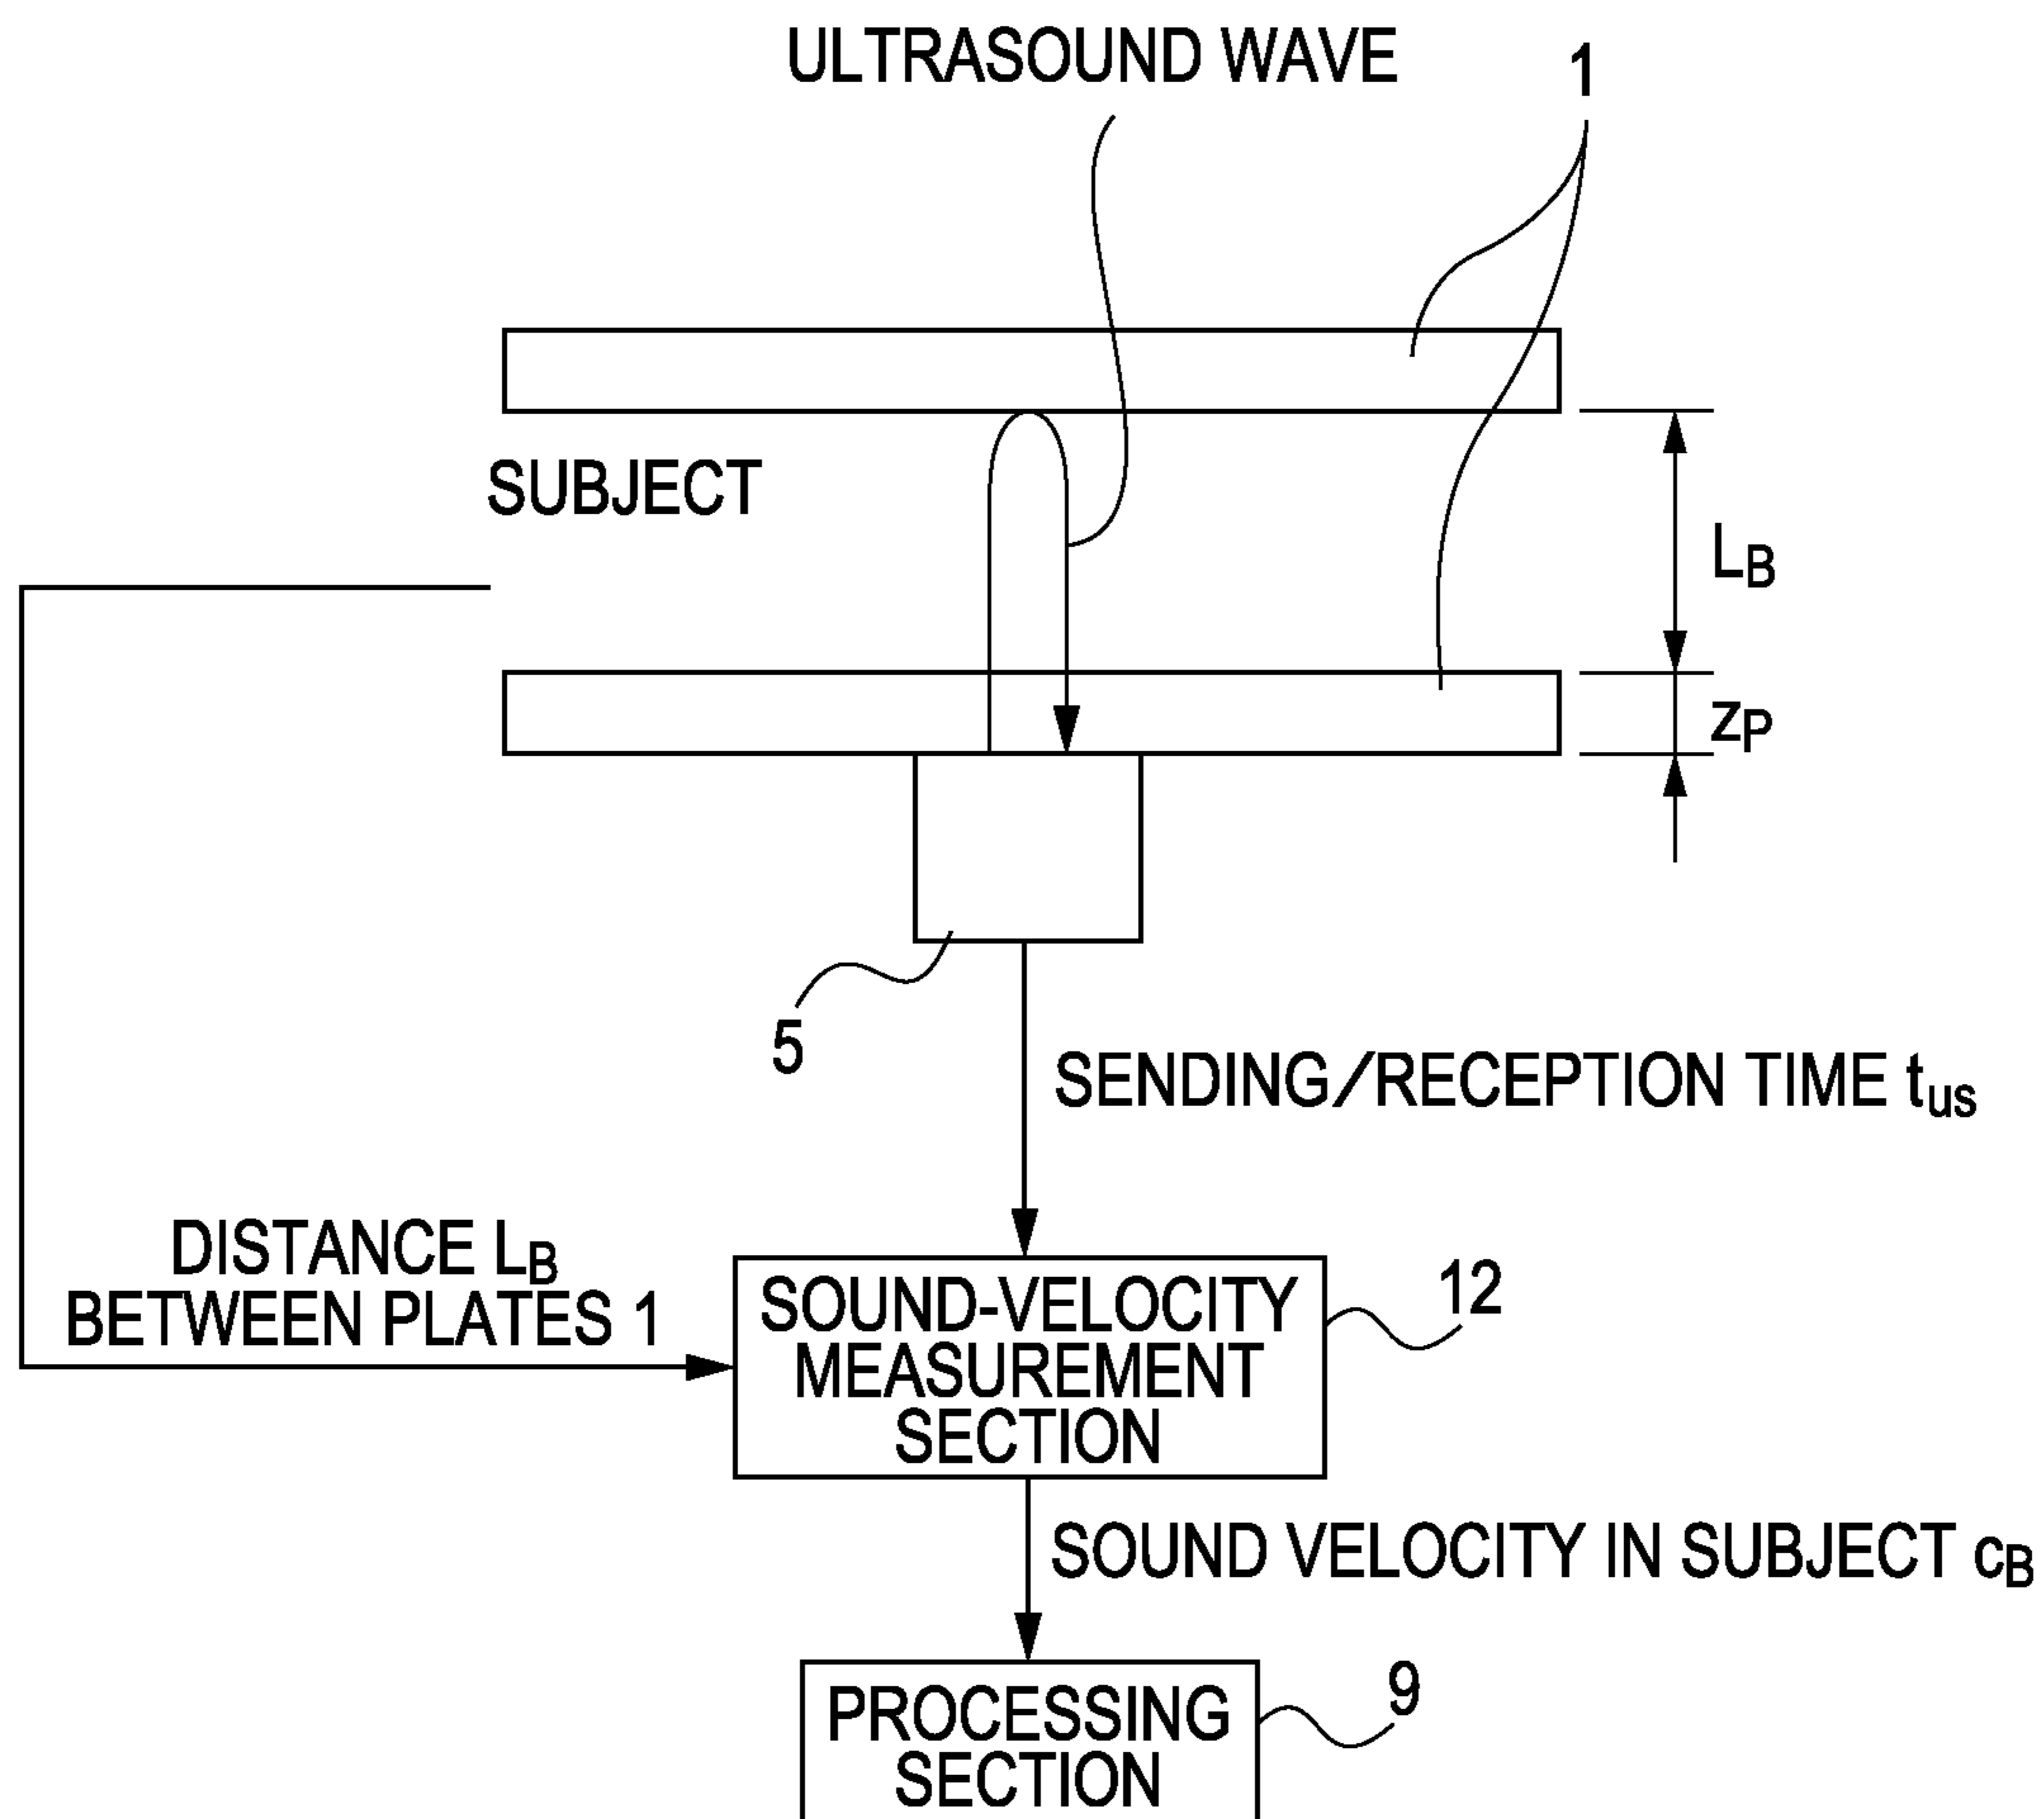 ULTRASOUND WAVE
1
SUBJECT
LB
zP
5
SENDING/RECEPTION TIME tus
DISTANCE LB
BETWEEN PLATES 1
SOUND-VELOCITY
MEASUREMENT
SECTION
12
SOUND VELOCITY IN SUBJECT cB
PROCESSING
SECTION
9